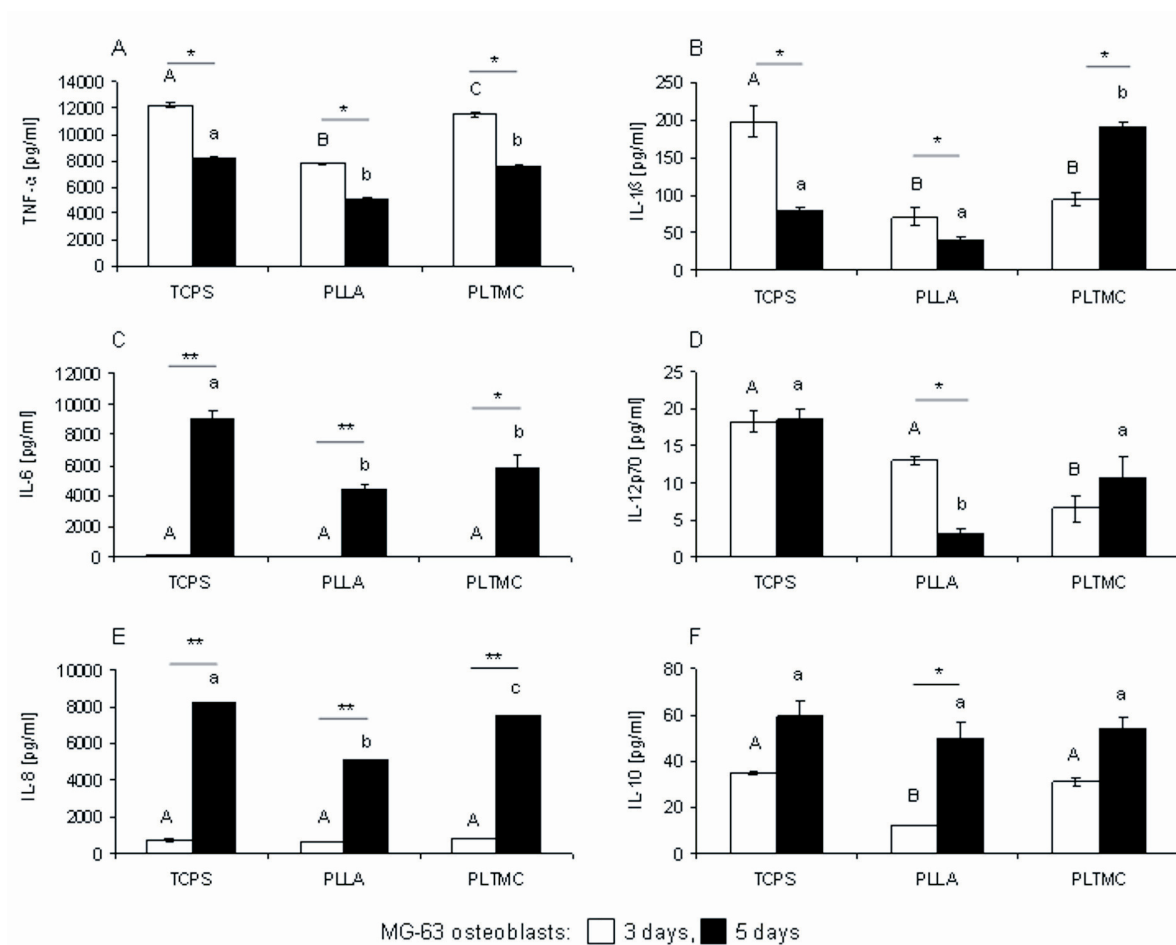 A
TNF-α [pg/ml]
14000
12000
10000
8000
6000
4000
2000
0
* * *
A a B b C b
TCPS PLLA PLTMC
B
IL-1β [pg/ml]
250
200
150
100
50
0
* * *
A a B a B b
TCPS PLLA PLTMC
C
IL-6 [pg/ml]
12000
10000
8000
6000
4000
2000
0
** ** *
A a A b A b
TCPS PLLA PLTMC
D
IL-12p70 [pg/ml]
25
20
15
10
5
0
*
A a A b B a
TCPS PLLA PLTMC
E
IL-8 [pg/ml]
10000
8000
6000
4000
2000
0
** ** **
A a A b A c
TCPS PLLA PLTMC
F
IL-10 [pg/ml]
80
60
40
20
0
*
A a B a A a
TCPS PLLA PLTMC
MG-63 osteoblasts: 3 days, 5 days